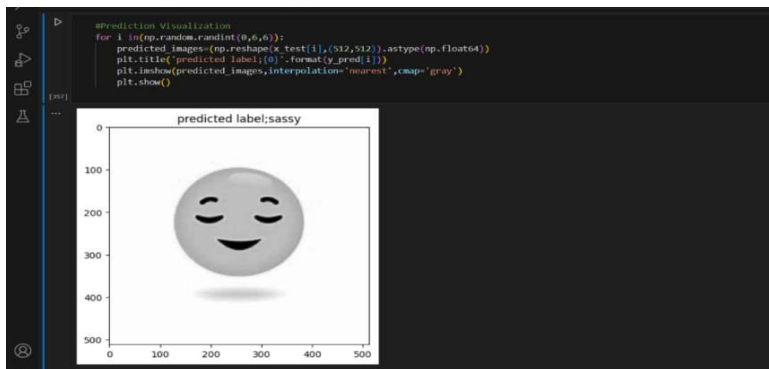 #Prediction Visualization
for i in(np.random.randint(0,6,6)):
predicted_images=(np.reshape(x_test[i],(512,512)).astype(np.float64))
plt.title('predicted label;{0}'.format(y_pred[i]))
plt.imshow(predicted_images,interpolation='nearest',cmap='gray')
plt.show()
[357]
...
predicted label;sassy
0
100
200
300
400
500
0 100 200 300 400 500